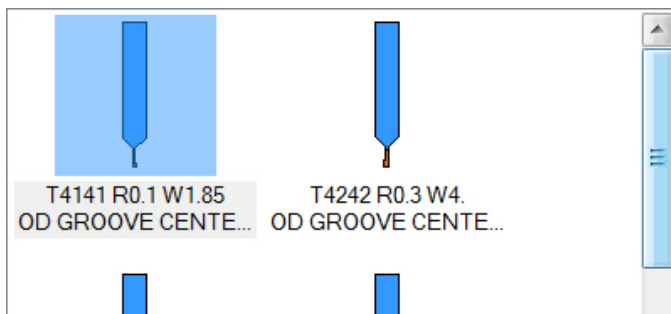 T4141 R0.1 W1.85
OD GROOVE CENTE...
T4242 R0.3 W4.
OD GROOVE CENTE...